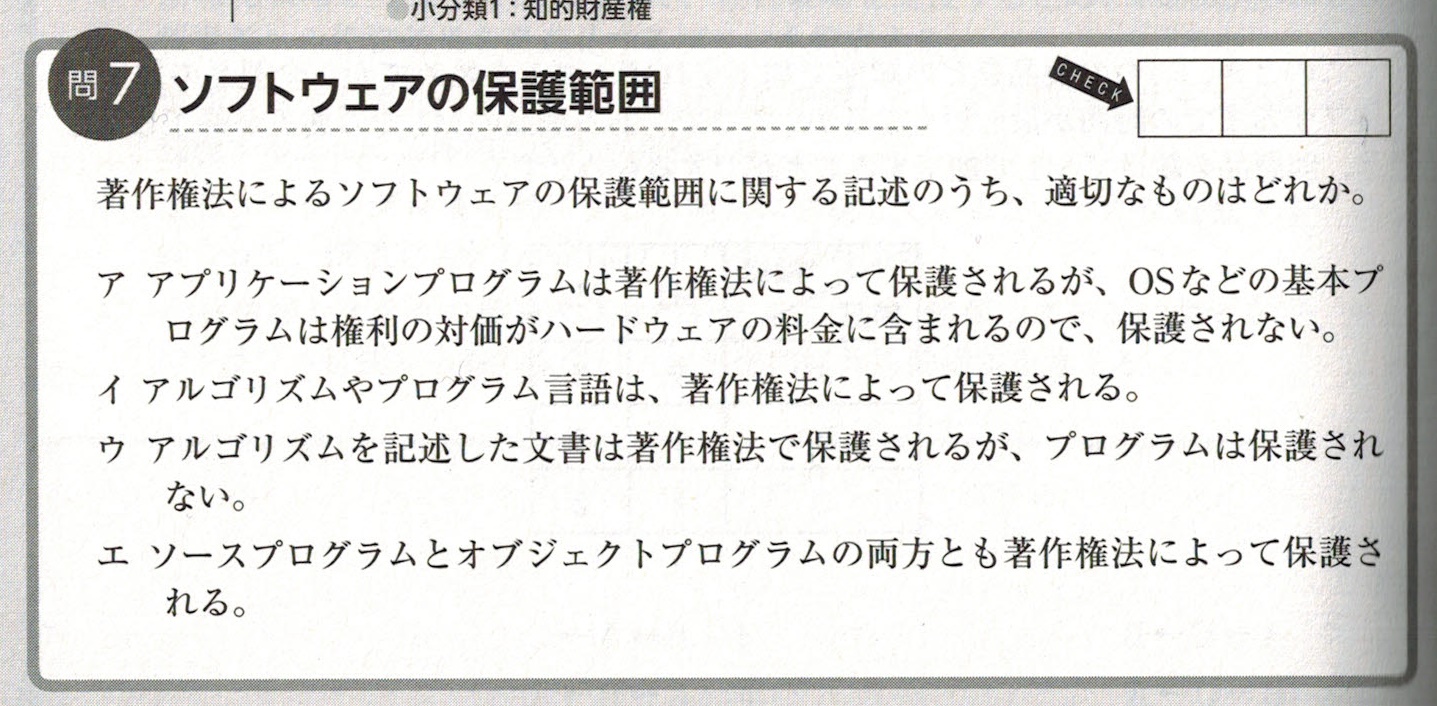 ●小分類1：知的財産権
問7 ソフトウェアの保護範囲
CHECK
著作権法によるソフトウェアの保護範囲に関する記述のうち、適切なものはどれか。
ア アプリケーションプログラムは著作権法によって保護されるが、OSなどの基本プ
ログラムは権利の対価がハードウェアの料金に含まれるので、保護されない。
イ アルゴリズムやプログラム言語は、著作権法によって保護される。
ウ アルゴリズムを記述した文書は著作権法で保護されるが、プログラムは保護され
ない。
エ ソースプログラムとオブジェクトプログラムの両方とも著作権法によって保護さ
れる。